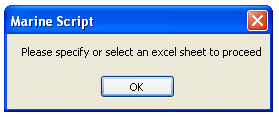 Marine Script
Please specify or select an excel sheet to proceed
OK